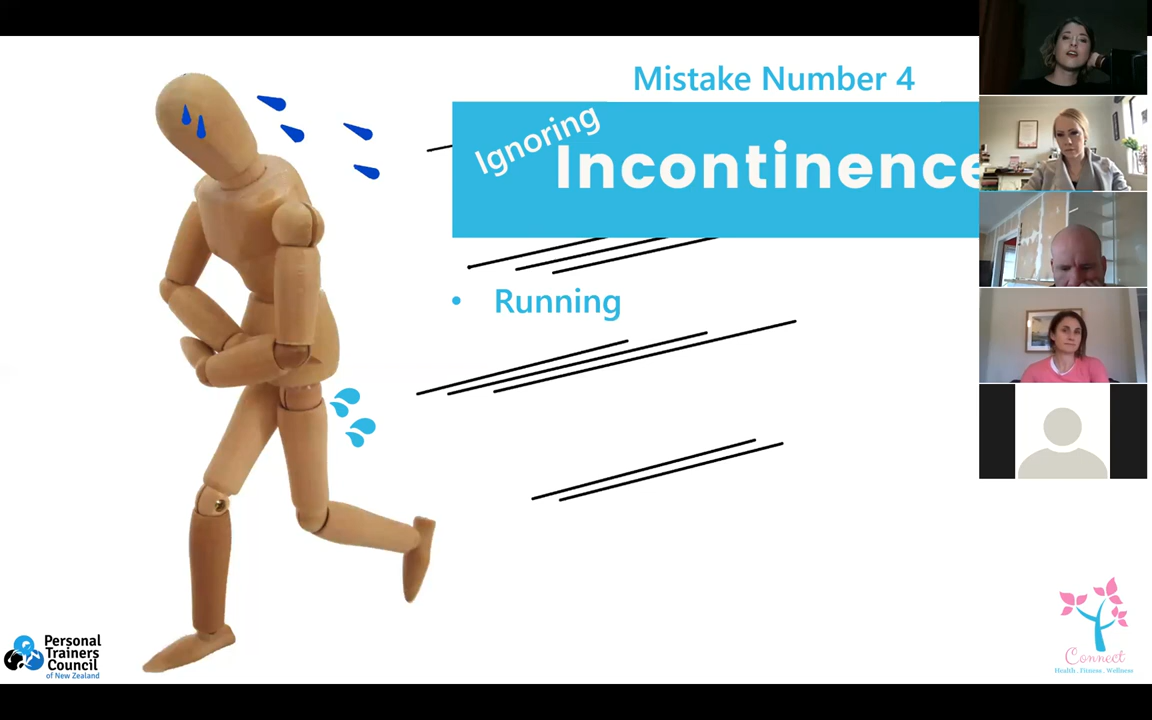 Mistake Number 4
Ignoring
Incontinence
• Running
Personal
Trainers
Council
of New Zealand
Connect
Health. Fitness. Wellness